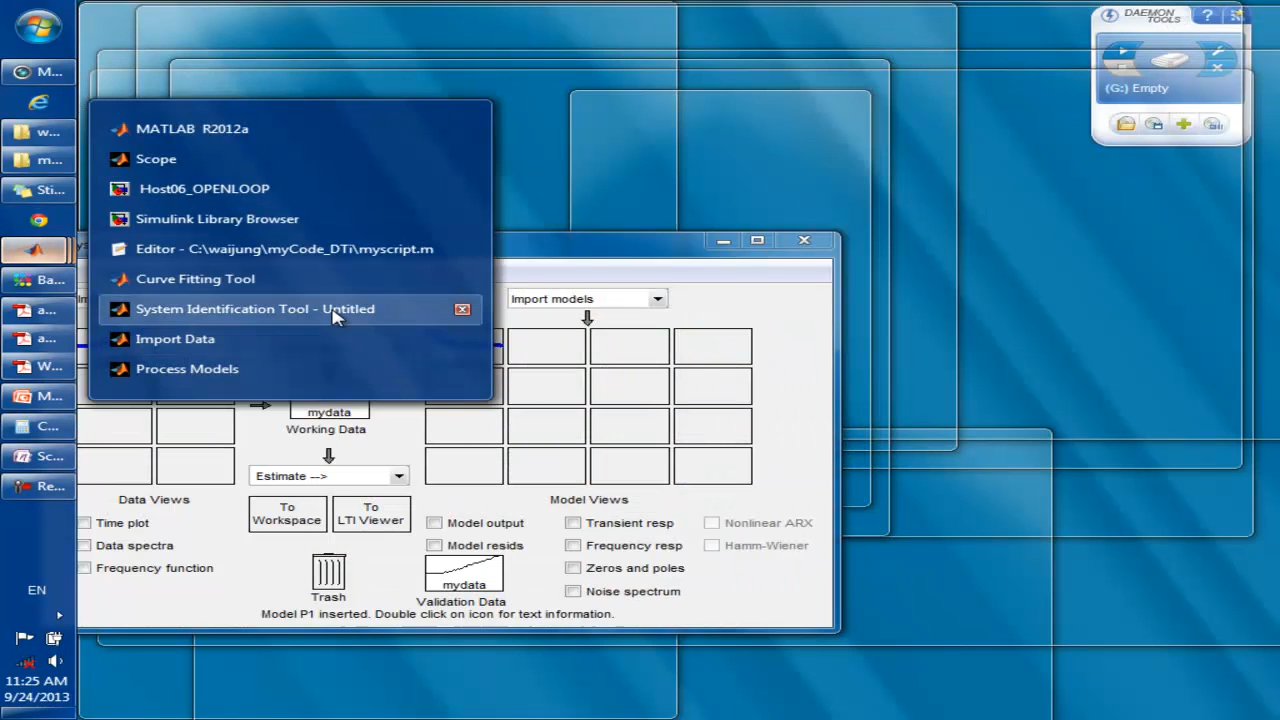 DAEMON
TOOLS
?
(G:) Empty
M...
w...
m...
Sti...
Ba...
a...
a...
W...
M...
C...
Sc...
Re...
EN
11:25 AM
9/24/2013
MATLAB R2012a
Scope
Host06_OPENLOOP
Simulink Library Browser
Editor - C:\waijung\myCode_DTi\myscript.m
Curve Fitting Tool
System Identification Tool - Untitled
Import Data
Process Models
Import models
mydata
Working Data
Estimate -->
Data Views
To
Workspace
To
LTI Viewer
Model Views
Time plot
Data spectra
Frequency function
Model output
Model resids
Transient resp
Frequency resp
Zeros and poles
Noise spectrum
Nonlinear ARX
Hamm-Wiener
Trash
mydata
Validation Data
Model P1 inserted. Double click on icon for text information.